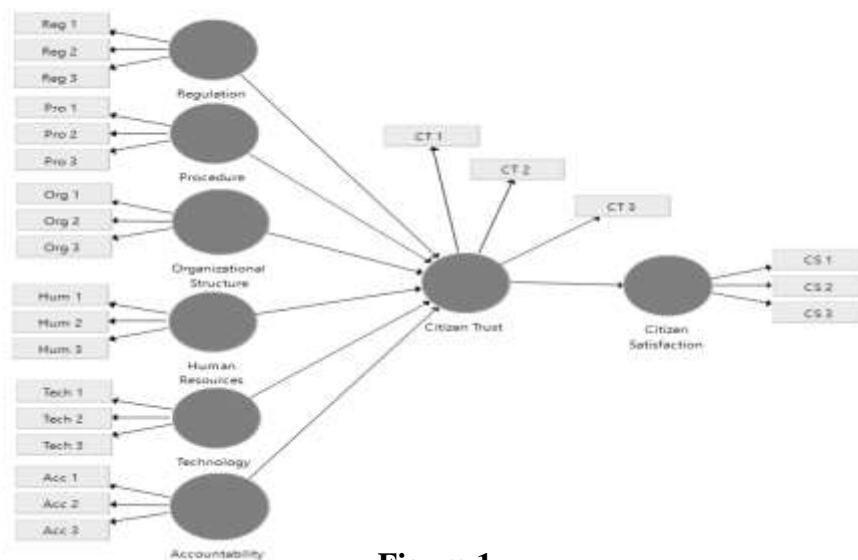 Reg 1
Reg 2
Reg 3
Regulation
Pro 1
Pro 2
Pro 3
Procedure
Org 1
Org 2
Org 3
Organizational
Structure
Hum 1
Hum 2
Hum 3
Human
Resources
Tech 1
Tech 2
Tech 3
Technology
Acc 1
Acc 2
Acc 3
Accountability
CT 1
CT 2
CT 3
Citizen Trust
CS 1
CS 2
CS 3
Citizen
Satisfaction
Figure 1